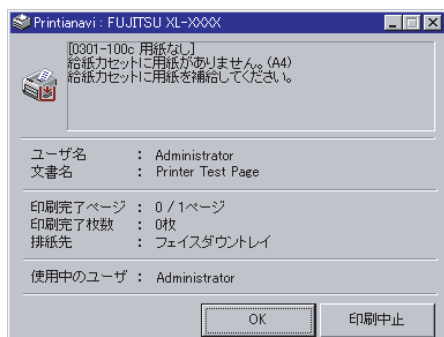 Printianavi : FUJITSU XL-XXXX
[0301-100c 用紙なし]
給紙カセットに用紙がありません。(A4)
給紙カセットに用紙を補給してください。
ユーザ名 : Administrator
文書名 : Printer Test Page
印刷完了ページ : 0 / 1ページ
印刷完了枚数 : 0枚
排紙先 : フェイスダウントレイ
使用中のユーザ : Administrator
OK 印刷中止